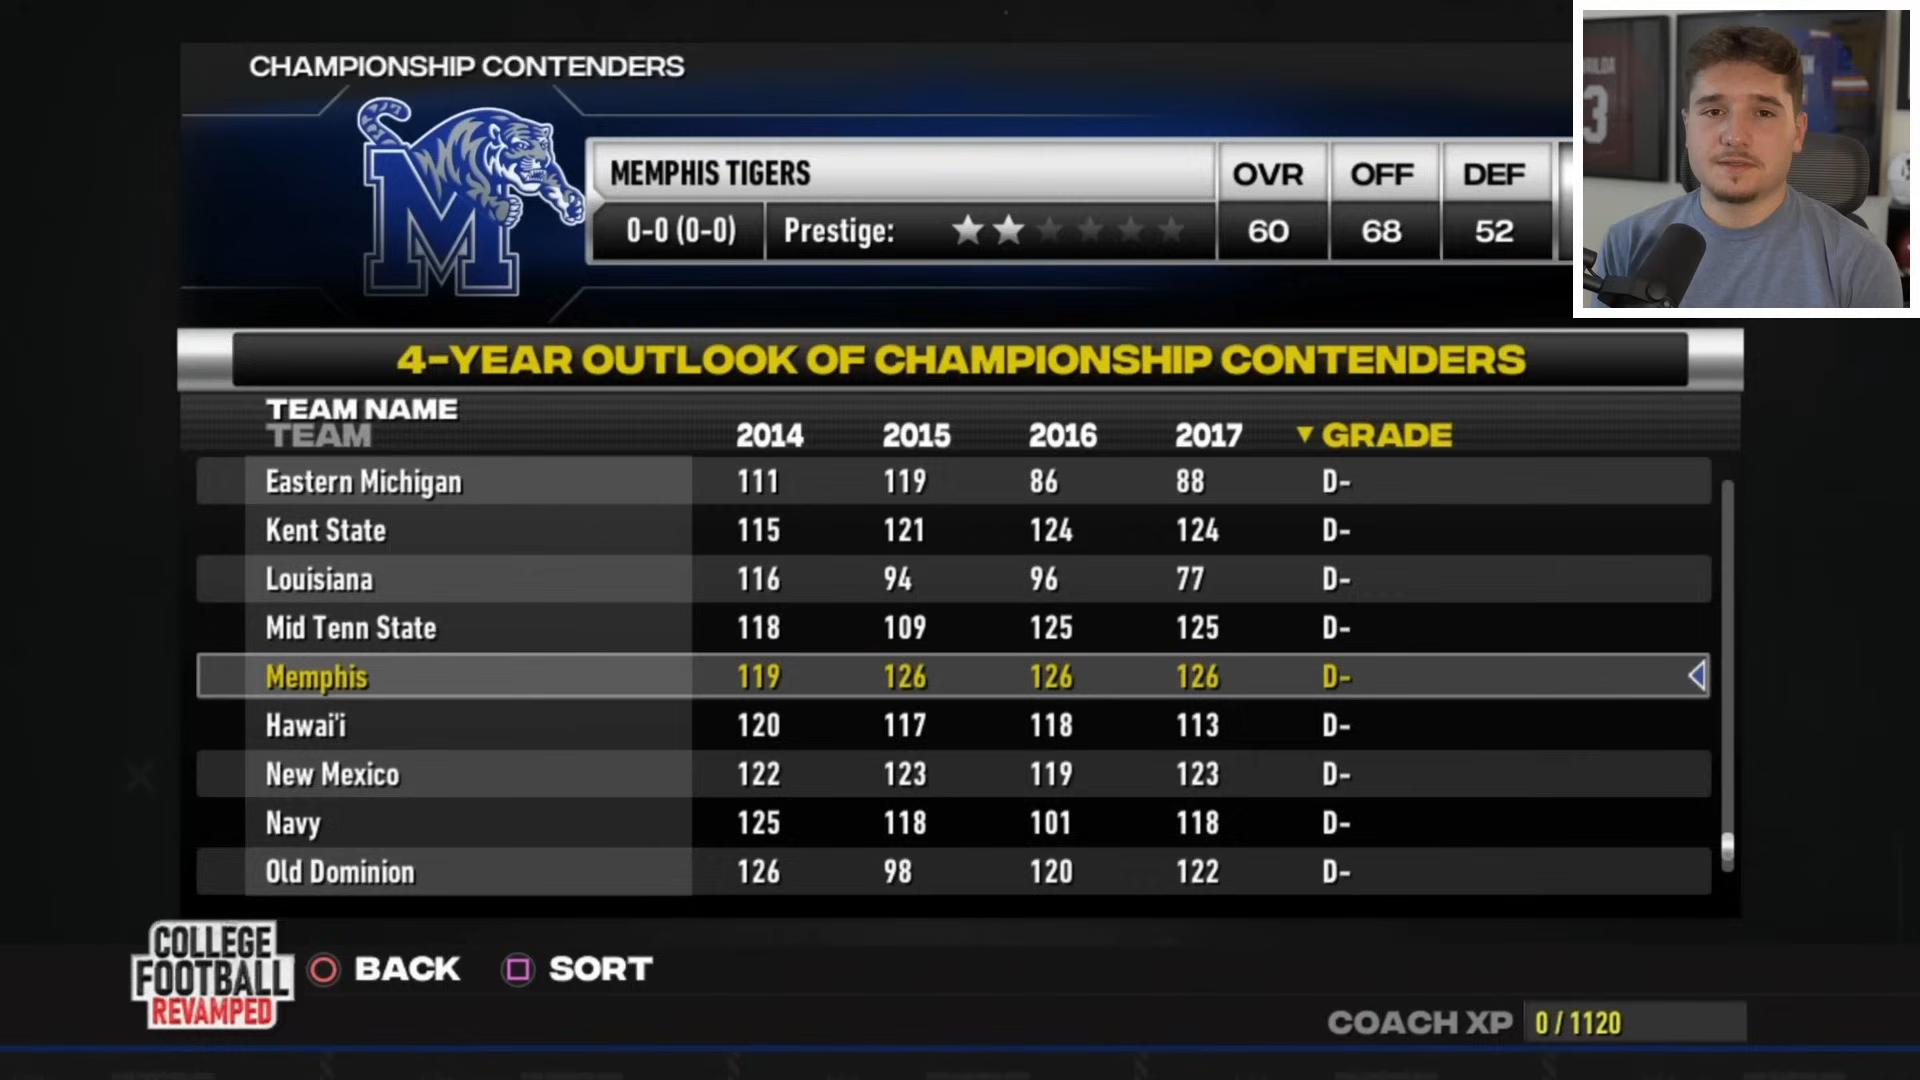 CHAMPIONSHIP CONTENDERS
MEMPHIS TIGERS OVR OFF DEF
0-0 (0-0) Prestige: 60 68 52
4-YEAR OUTLOOK OF CHAMPIONSHIP CONTENDERS
TEAM NAME
TEAM 2014 2015 2016 2017 GRADE
Eastern Michigan 111 119 86 88 D-
Kent State 115 121 124 124 D-
Louisiana 116 94 96 77 D-
Mid Tenn State 118 109 125 125 D-
Memphis 119 126 126 126 D-
Hawai'i 120 117 118 113 D-
New Mexico 122 123 119 123 D-
Navy 125 118 101 118 D-
Old Dominion 126 98 120 122 D-
COLLEGE
FOOTBALL
REVAMPED
BACK SORT
COACH XP 0 / 1120
M
3